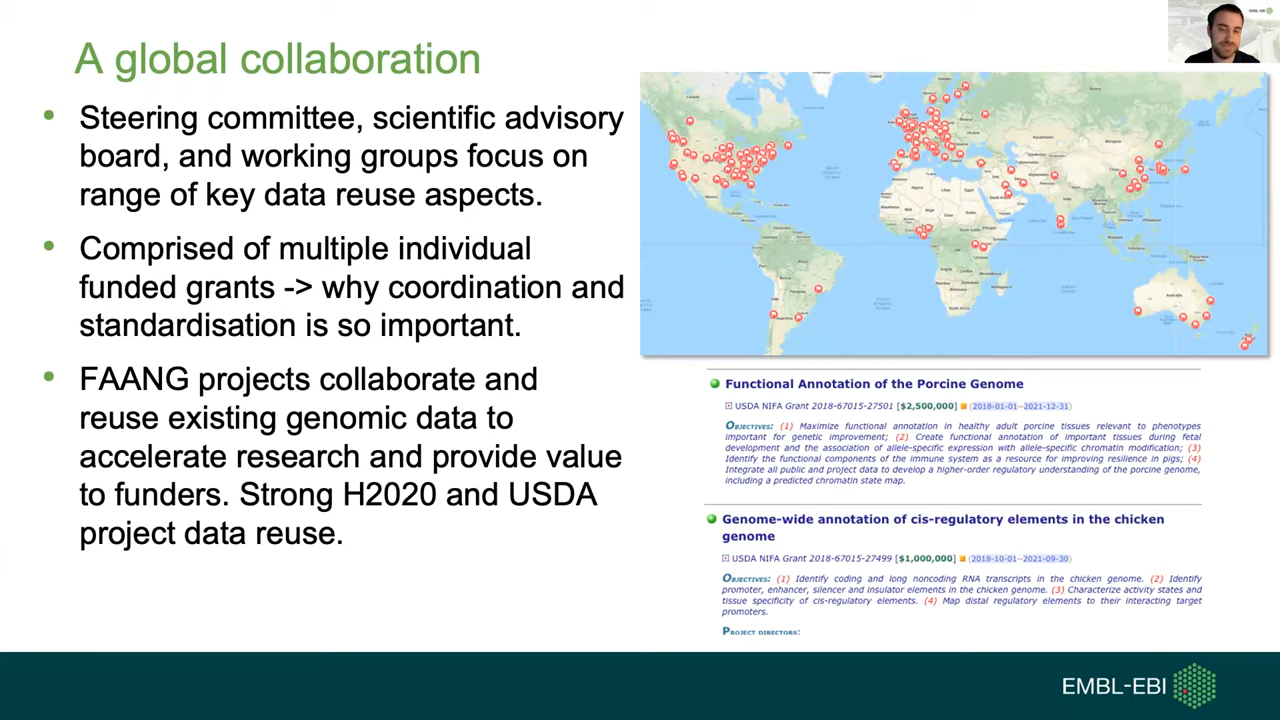 A global collaboration
• Steering committee, scientific advisory
board, and working groups focus on
range of key data reuse aspects.
• Comprised of multiple individual
funded grants -> why coordination and
standardisation is so important.
• FAANG projects collaborate and
reuse existing genomic data to
accelerate research and provide value
to funders. Strong H2020 and USDA
project data reuse.
EMBL-EBI
Functional Annotation of the Porcine Genome
USDA NIFA Grant 2018-67015-27501 [$2,500,000] (2018-01-01~2021-12-31)
Objectives: (1) Maximize functional annotation in healthy adult porcine tissues relevant to phenotypes
important for genetic improvement; (2) Create functional annotation of important tissues during fetal
development and the association of allele-specific expression with allele-specific chromatin modification; (3)
Identify the functional components of the immune system as a resource for improving resilience in pigs; (4)
Integrate all public and project data to develop a higher-order regulatory understanding of the porcine genome,
including a predicted chromatin state map.
Genome-wide annotation of cis-regulatory elements in the chicken
genome
USDA NIFA Grant 2018-67015-27499 [$1,000,000] (2018-10-01~2021-09-30)
Objectives: (1) Identify coding and long noncoding RNA transcripts in the chicken genome. (2) Identify
promoter, enhancer, silencer and insulator elements in the chicken genome. (3) Characterize activity states and
tissue specificity of cis-regulatory elements. (4) Map distal regulatory elements to their interacting target
promoters.
Project directors:
EMBL-EBI